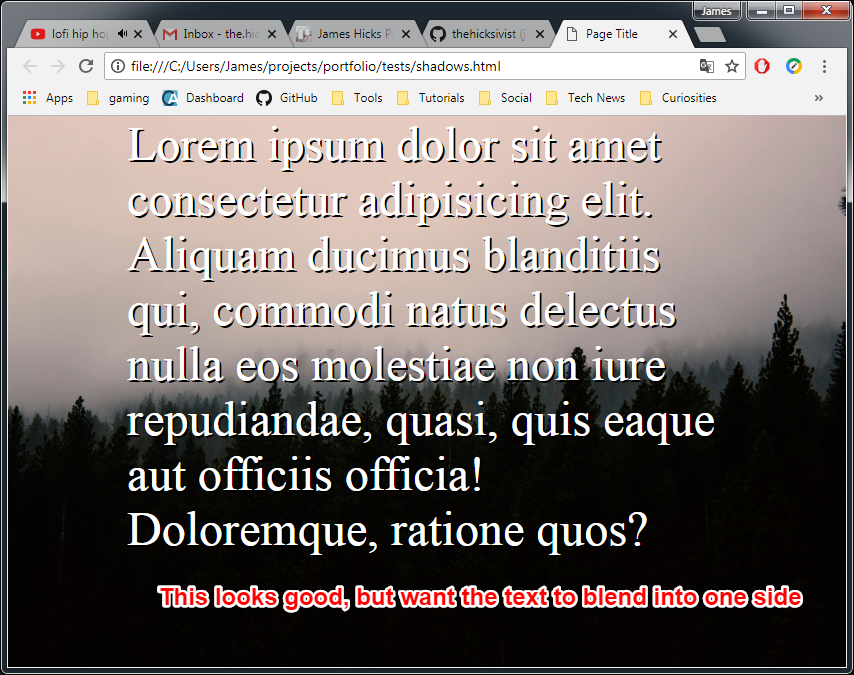 James
lofi hip ho
Inbox - the.hic
James Hicks P
thehicksivist (j
Page Title
file:///C:/Users/James/projects/portfolio/tests/shadows.html
Apps gaming Dashboard GitHub Tools Tutorials Social Tech News Curiosities »
Lorem ipsum dolor sit amet
consectetur adipisicing elit.
Aliquam ducimus blanditiis
qui, commodi natus delectus
nulla eos molestiae non iure
repudiandae, quasi, quis eaque
aut officiis officia!
Doloremque, ratione quos?
This looks good, but want the text to blend into one side